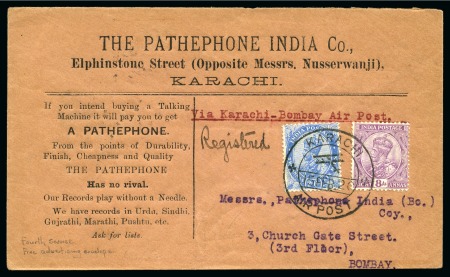 THE PATHEPHONE INDIA Co.,
Elphinstone Street (Opposite Messrs. Nusserwanji),
KARACHI.
If you intend buying a Talking
Machine it will pay you to get
A PATHEPHONE.
From the points of Durability,
Finish, Cheapness and Quality
THE PATHEPHONE
Has no rival.
Our Records play without a Needle.
We have records in Urdu, Sindhi,
Gujrathi, Marathi, Pushtu, etc.
Ask for lists.
Via Karachi-Bombay Air Post.
Registered
INDIA POSTAGE
KARACHI
AIR POST
Messrs., Pathephone India (Bo.)
Coy.,
3, Church Gate Street.
(3rd Floor),
BOMBAY.
advertising envelope